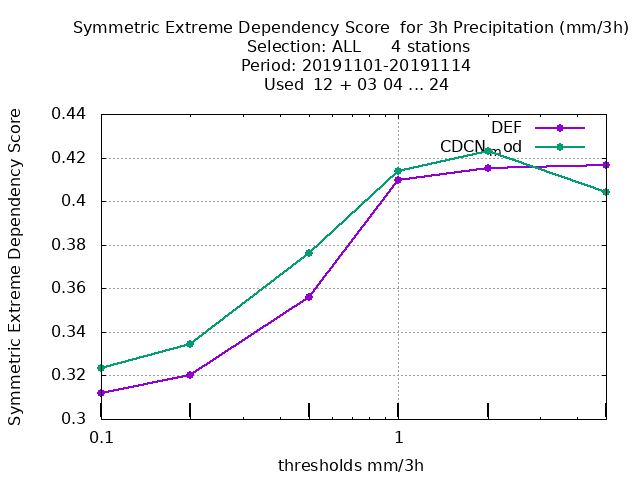 Symmetric Extreme Dependency Score  for 3h Precipitation (mm/3h)
Selection: ALL      4 stations
Period: 20191101-20191114
Used  12 + 03 04 ... 24
Symmetric Extreme Dependency Score
0.44
0.42
0.4
0.38
0.36
0.34
0.32
0.3
DEF
CDCN_mod
0.1
1
thresholds mm/3h